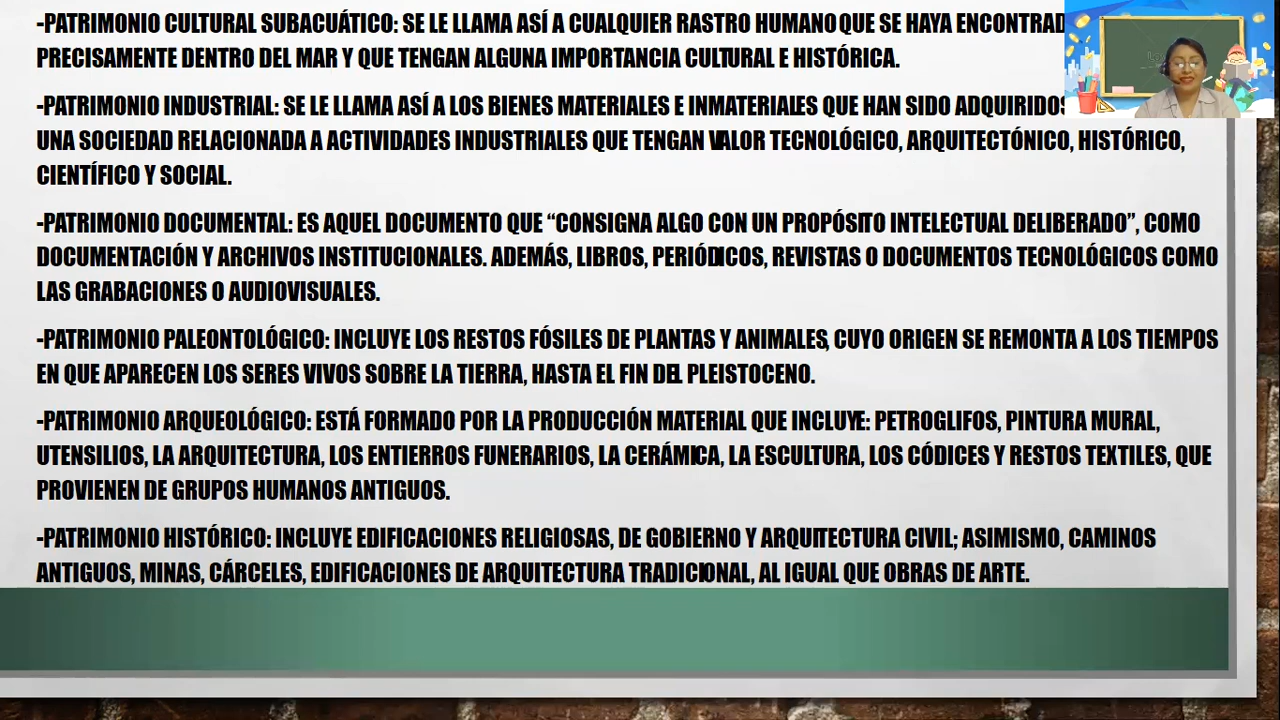 -PATRIMONIO CULTURAL SUBACUÁTICO: SE LE LLAMA ASÍ A CUALQUIER RASTRO HUMANO QUE SE HAYA
PRECISAMENTE DENTRO DEL MAR Y QUE TENGAN ALGUNA IMPORTANCIA CULTURAL E HISTÓRICA.
-PATRIMONIO INDUSTRIAL: SE LE LLAMA ASÍ A LOS BIENES MATERIALES E INMATERIALES QUE HAN SIDO ADQUIRIDOS
UNA SOCIEDAD RELACIONADA A ACTIVIDADES INDUSTRIALES QUE TENGAN VALOR TECNOLÓGICO, ARQUITECTÓNICO, HISTÓRICO,
CIENTÍFICO Y SOCIAL.
-PATRIMONIO DOCUMENTAL: ES AQUEL DOCUMENTO QUE “CONSIGNA ALGO CON UN PROPÓSITO INTELECTUAL DELIBERADO”, COMO
DOCUMENTACIÓN Y ARCHIVOS INSTITUCIONALES. ADEMÁS, LIBROS, PERIÓDICOS, REVISTAS O DOCUMENTOS TECNOLÓGICOS COMO
LAS GRABACIONES O AUDIOVISUALES.
-PATRIMONIO PALEONTOLÓGICO: INCLUYE LOS RESTOS FÓSILES DE PLANTAS Y ANIMALES, CUYO ORIGEN SE REMONTA A LOS TIEMPOS
EN QUE APARECEN LOS SERES VIVOS SOBRE LA TIERRA, HASTA EL FIN DEL PLEISTOCENO.
-PATRIMONIO ARQUEOLÓGICO: ESTÁ FORMADO POR LA PRODUCCIÓN MATERIAL QUE INCLUYE: PETROGLIFOS, PINTURA MURAL,
UTENSILIOS, LA ARQUITECTURA, LOS ENTIERROS FUNERARIOS, LA CERÁMICA, LA ESCULTURA, LOS CÓDICES Y RESTOS TEXTILES, QUE
PROVIENEN DE GRUPOS HUMANOS ANTIGUOS.
-PATRIMONIO HISTÓRICO: INCLUYE EDIFICACIONES RELIGIOSAS, DE GOBIERNO Y ARQUITECTURA CIVIL; ASIMISMO, CAMINOS
ANTIGUOS, MINAS, CÁRCELES, EDIFICACIONES DE ARQUITECTURA TRADICIONAL, AL IGUAL QUE OBRAS DE ARTE.